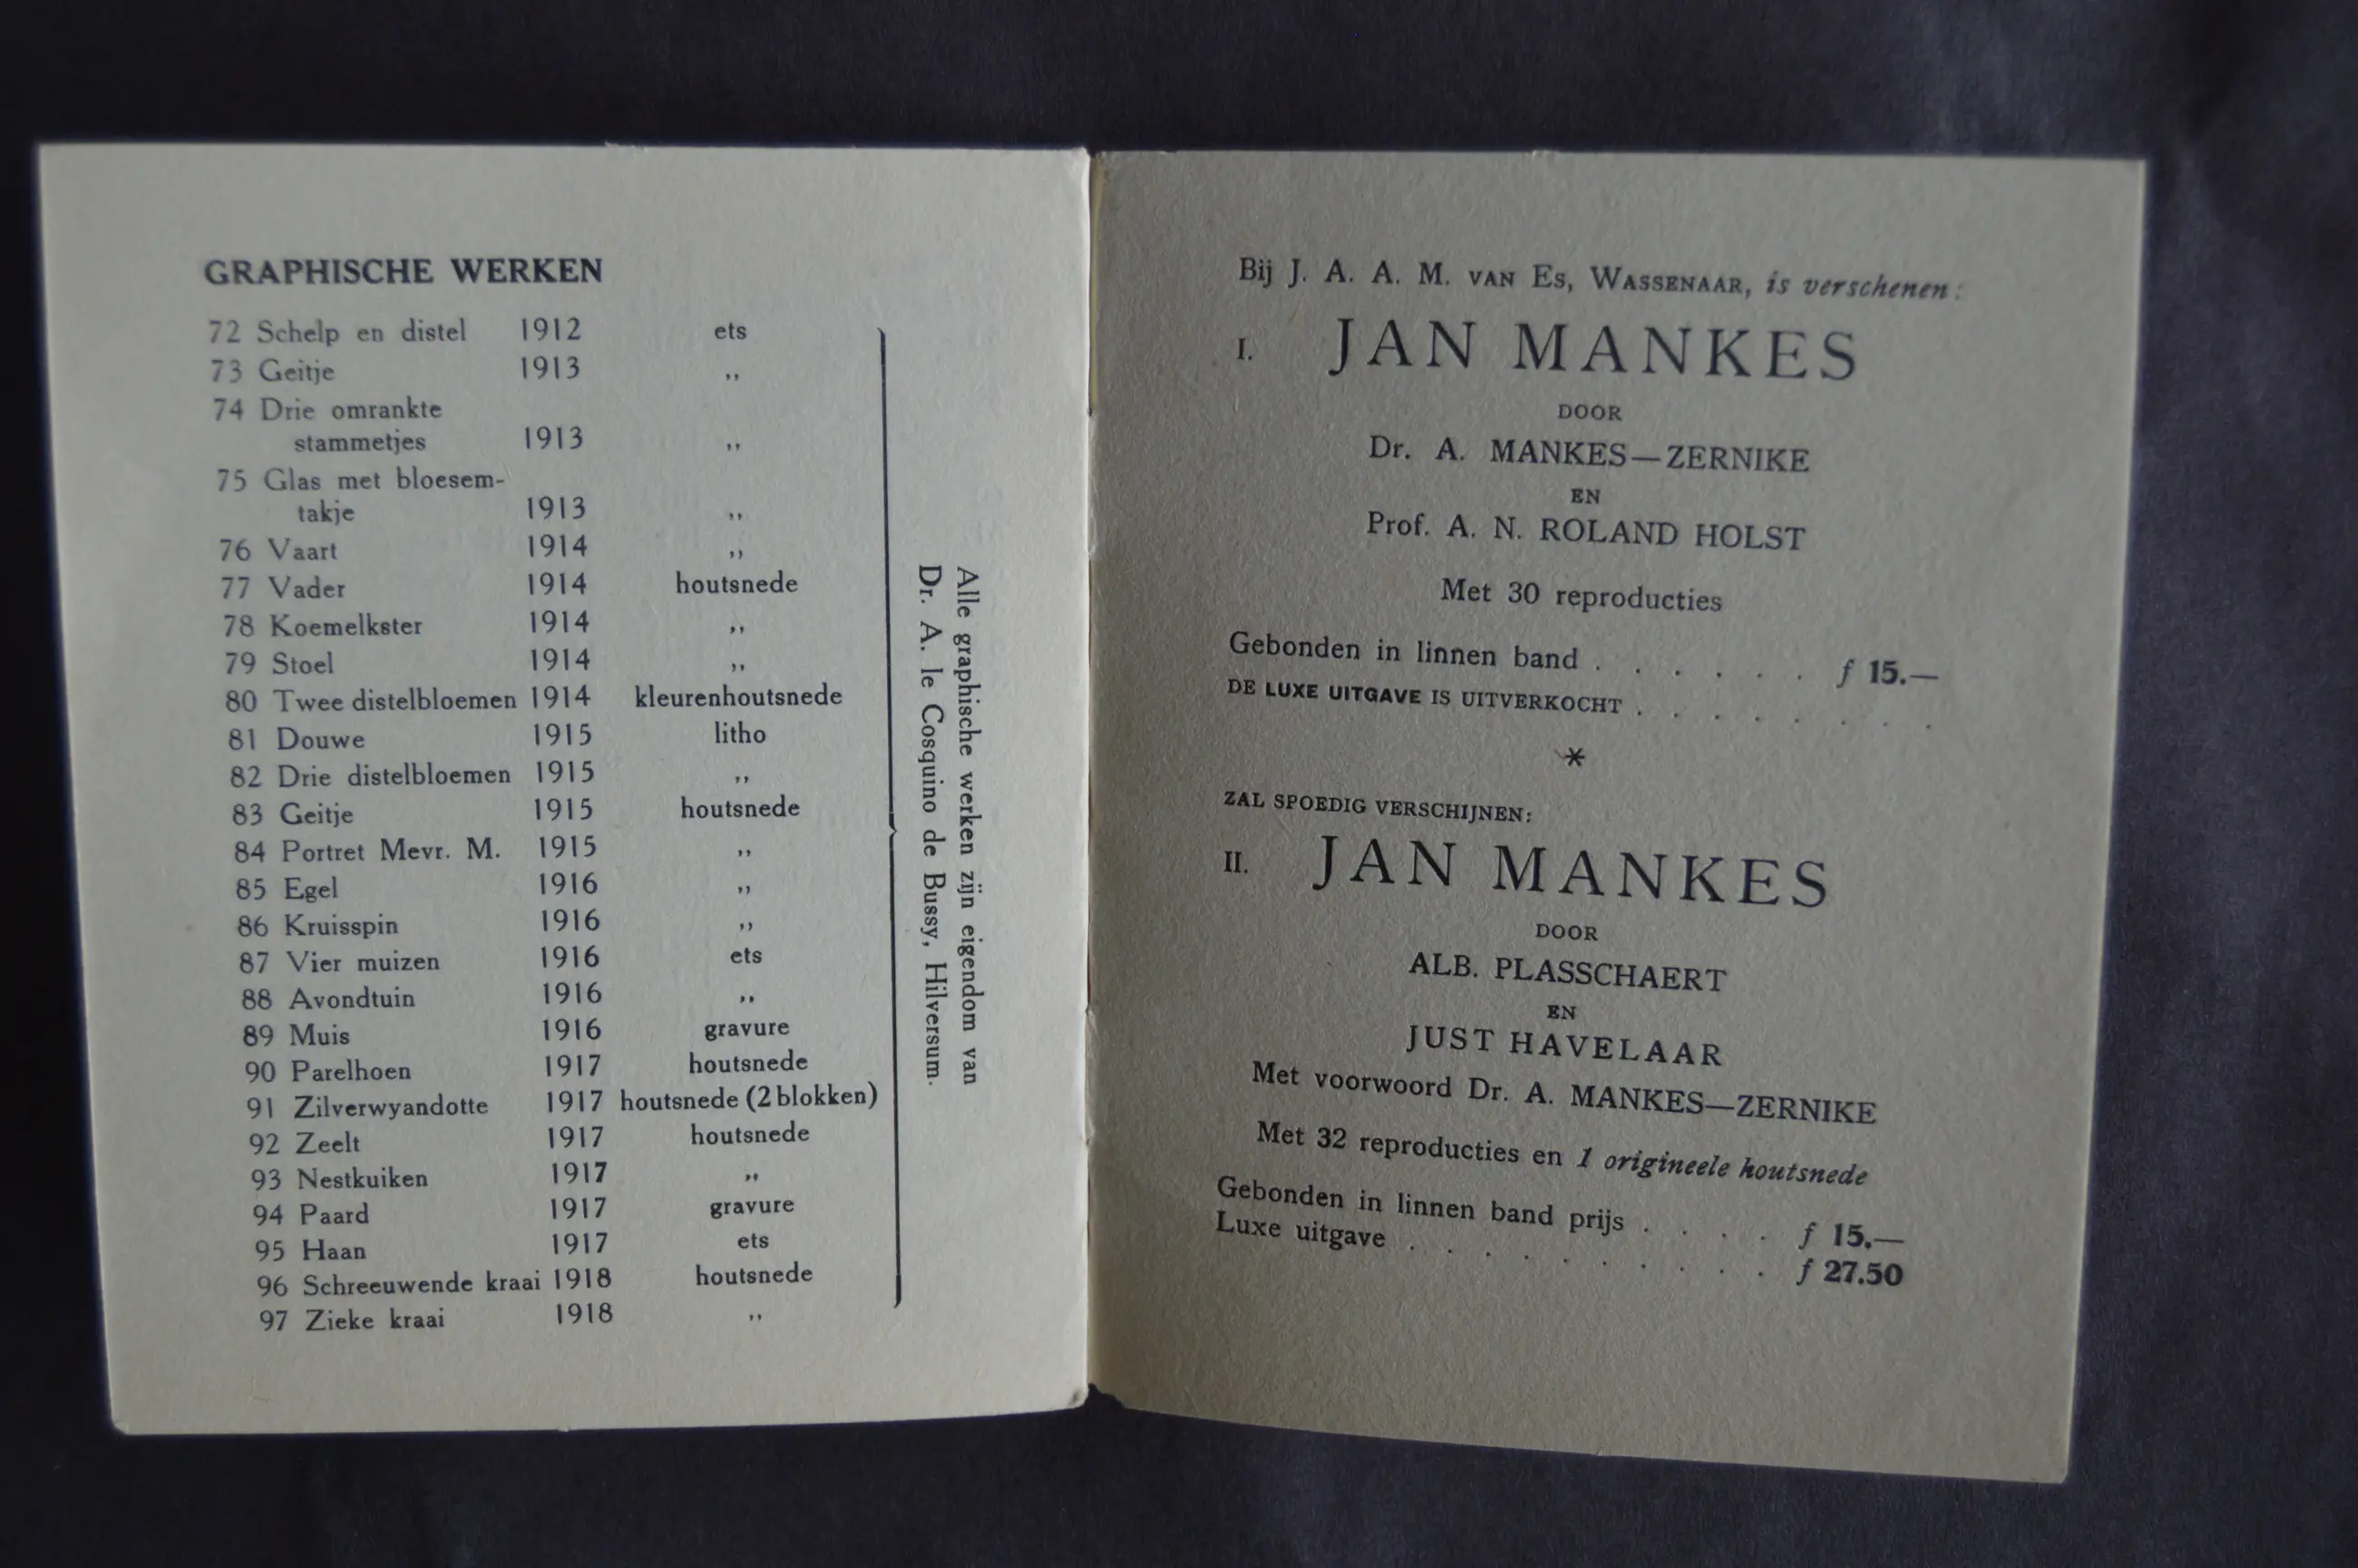 GRAPHISCHE WERKEN
72 Schelp en distel 1912 ets
73 Geitje 1913 ,,
74 Drie omrankte
stammetjes 1913 ,,
75 Glas met bloesem-
takje 1913 ,,
76 Vaart 1914 ,,
77 Vader 1914 houtsnede
78 Koemelkster 1914 ,,
79 Stoel 1914 ,,
80 Twee distelbloemen 1914 kleurenhoutsnede
81 Douwe 1915 litho
82 Drie distelbloemen 1915 ,,
83 Geitje 1915 houtsnede
84 Portret Mevr. M. 1915 ,,
85 Egel 1916 ,,
86 Kruisspin 1916 ,,
87 Vier muizen 1916 ets
88 Avondtuin 1916 ,,
89 Muis 1916 gravure
90 Parelhoen 1917 houtsnede
91 Zilverwyandotte 1917 houtsnede (2 blokken)
92 Zeelt 1917 houtsnede
93 Nestkuiken 1917 ,,
94 Paard 1917 gravure
95 Haan 1917 ets
96 Schreeuwende kraai 1918 houtsnede
97 Zieke kraai 1918 ,,
Alle graphische werken zijn eigendom van
Dr. A. le Cosquino de Bussy, Hilversum.
Bij J. A. A. M. VAN ES, WASSENAAR, is verschenen:
I. JAN MANKES
DOOR
Dr. A. MANKES—ZERNIKE
EN
Prof. A. N. ROLAND HOLST
Met 30 reproducties
Gebonden in linnen band . . . . . . f 15.—
DE LUXE UITGAVE IS UITVERKOCHT . . . . . . . .
*
ZAL SPOEDIG VERSCHIJNEN:
II. JAN MANKES
DOOR
ALB. PLASSCHAERT
EN
JUST HAVELAAR
Met voorwoord Dr. A. MANKES—ZERNIKE
Met 32 reproducties en 1 origineele houtsnede
Gebonden in linnen band prijs . . . . f 15.—
Luxe uitgave . . . . . . . . . . f 27.50